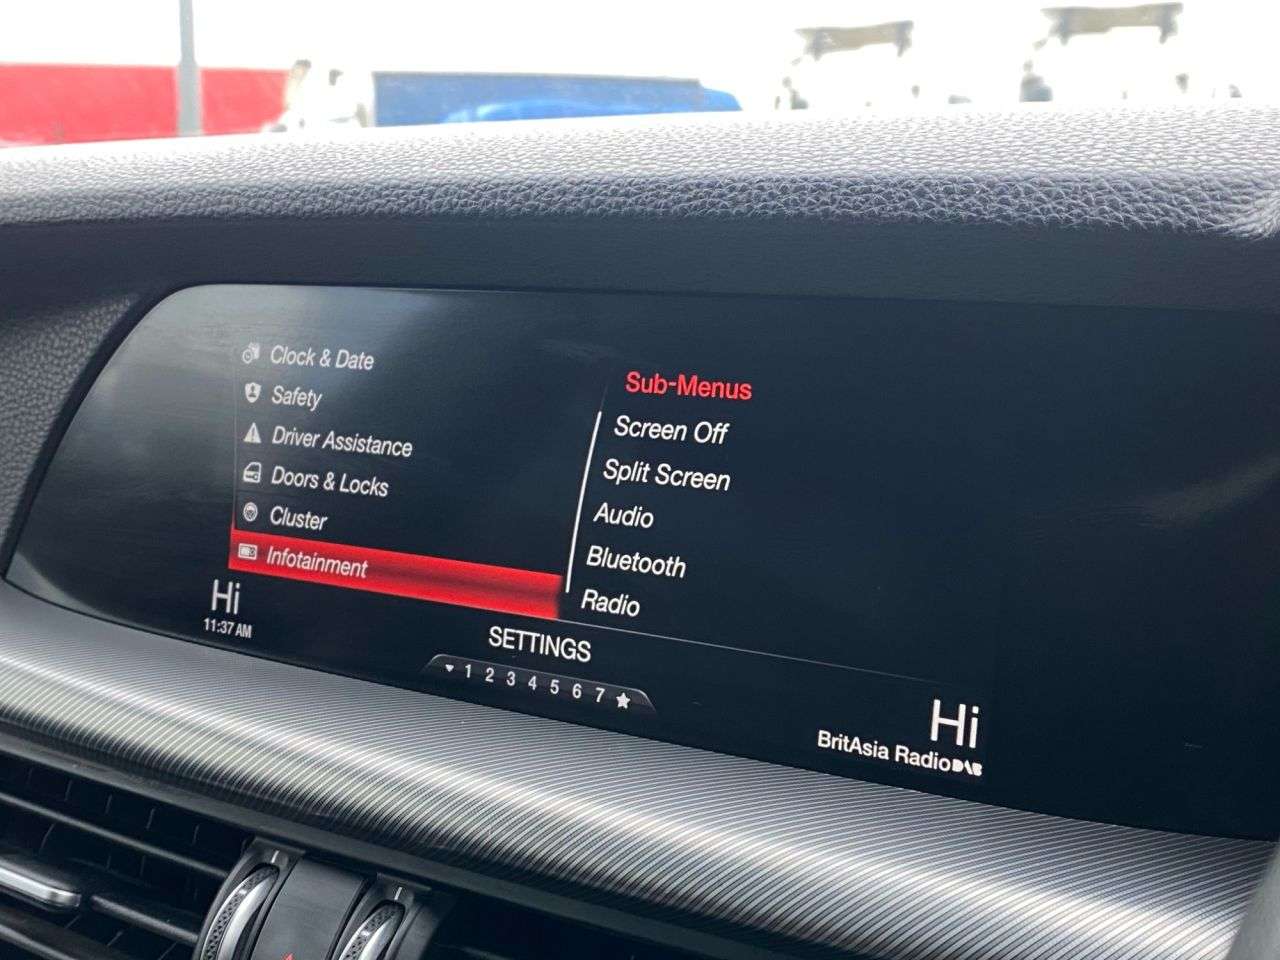 Clock & Date
Safety
Driver Assistance
Doors & Locks
Cluster
Infotainment
Sub-Menus
Screen Off
Split Screen
Audio
Bluetooth
Radio
Hi
11:37 AM
SETTINGS
1 2 3 4 5 6 7
Hi
BritAsia Radio DAB